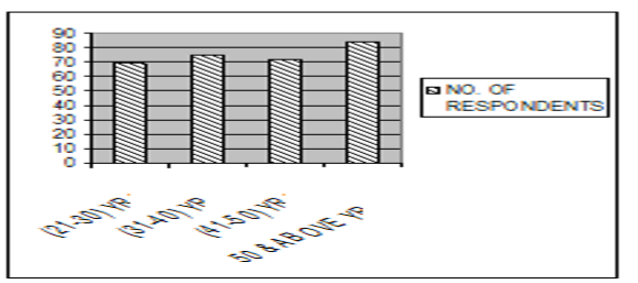 90
80
70
60
50
40
30
20
10
0
(21-30) YR.
(31-40) YR
(41-50) YR.
50 & ABOVE YR
NO. OF
RESPONDENTS